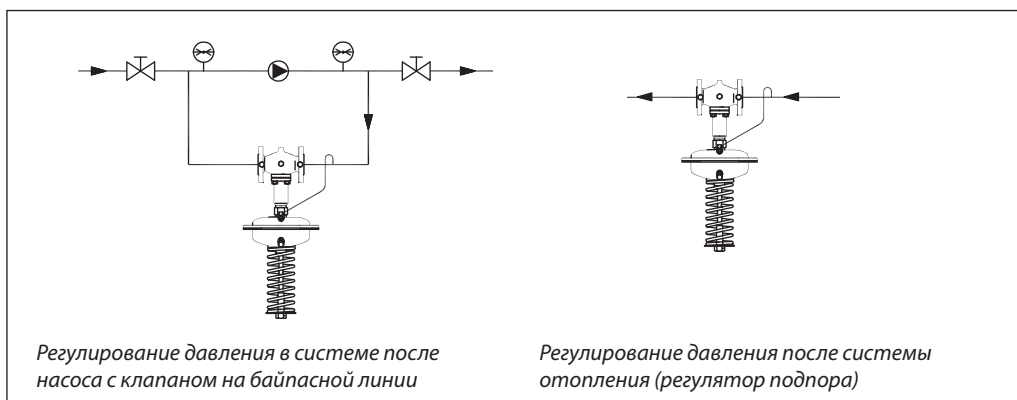 Регулирование давления в системе после
насоса с клапаном на байпасной линии
Регулирование давления после системы
отопления (регулятор подпора)